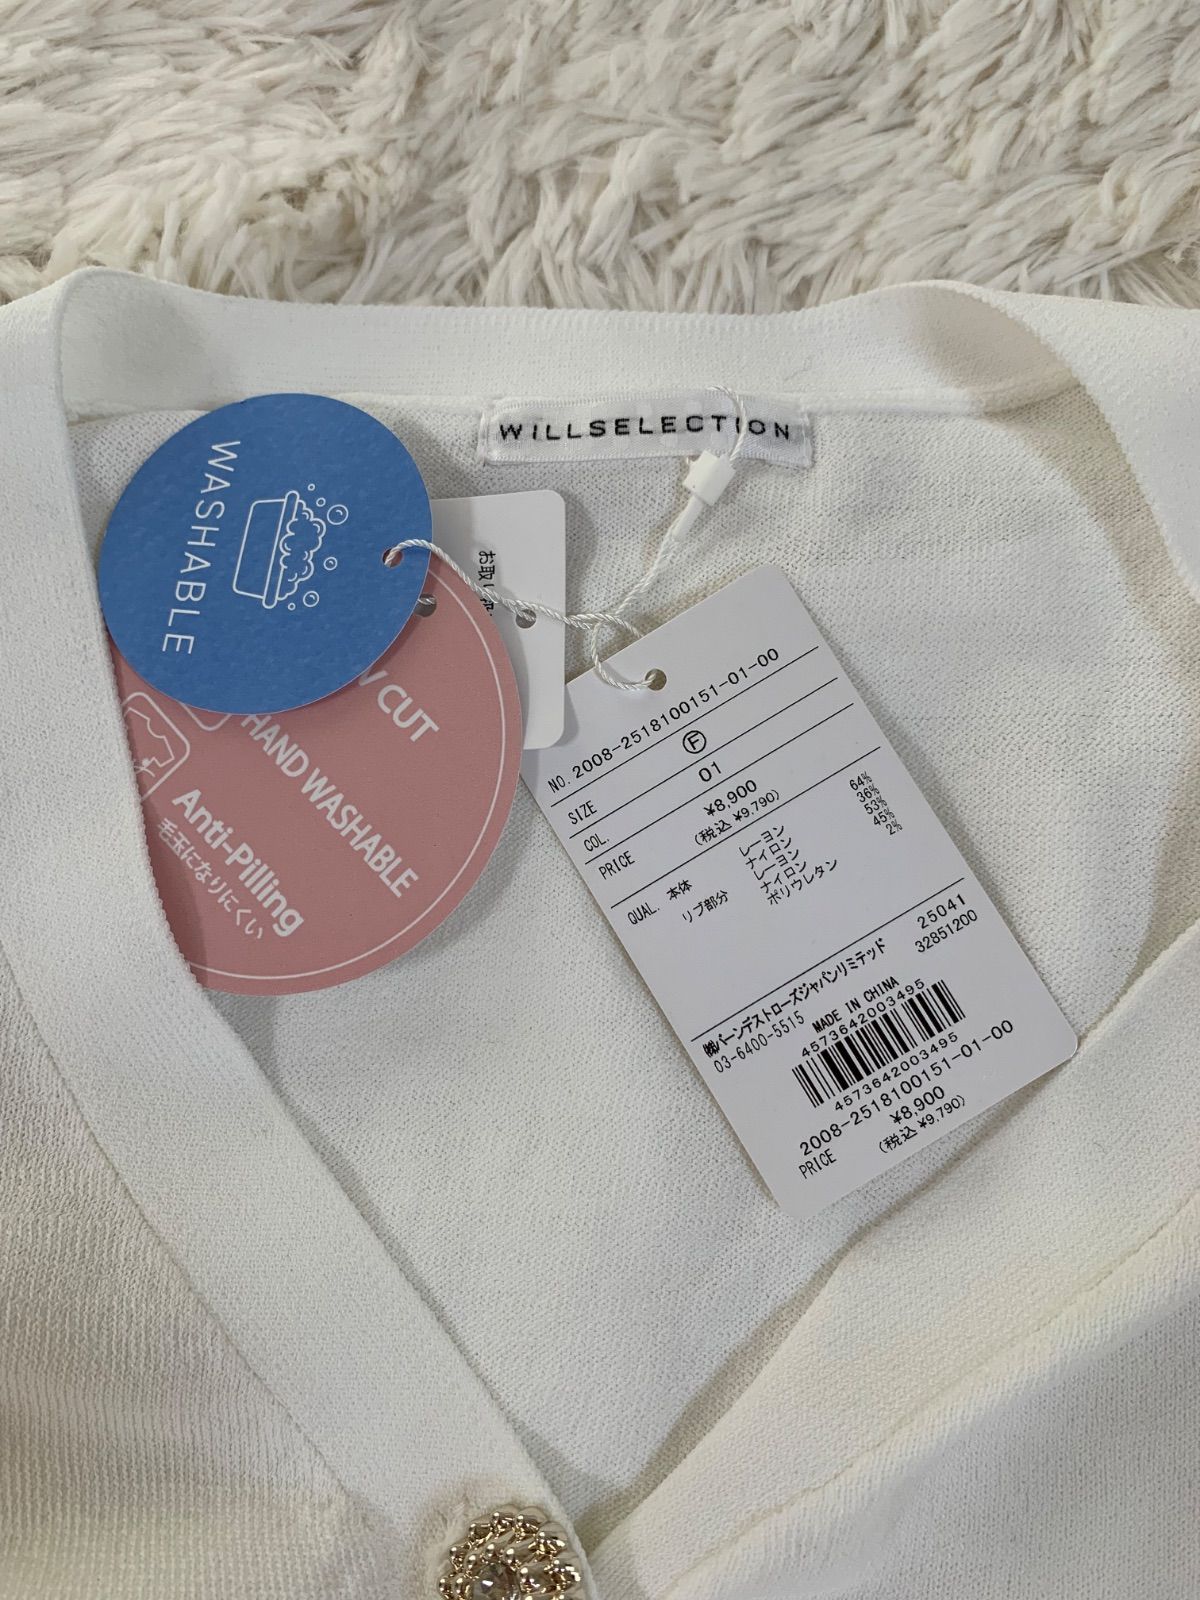 WILLSELECTION
WASHABLE
CUT
HAND WASHABLE
Anti-Pilling
毛玉になりにくい
お取り
NO. 2008-2518100151-01-00
SIZE Ⓕ
COL. 01
PRICE ¥8,900
(税込 ¥9,790)
QUAL. 本体 レーヨン 64%
ナイロン 36%
リブ部分 レーヨン 53%
ナイロン 45%
ポリウレタン 2%
25041
㈱バーンデストローズジャパンリミテッド 32851200
03-6400-5515 MADE IN CHINA
4573642003495
4573642003495
2008-2518100151-01-00
¥8,900
PRICE (税込 ¥9,790)